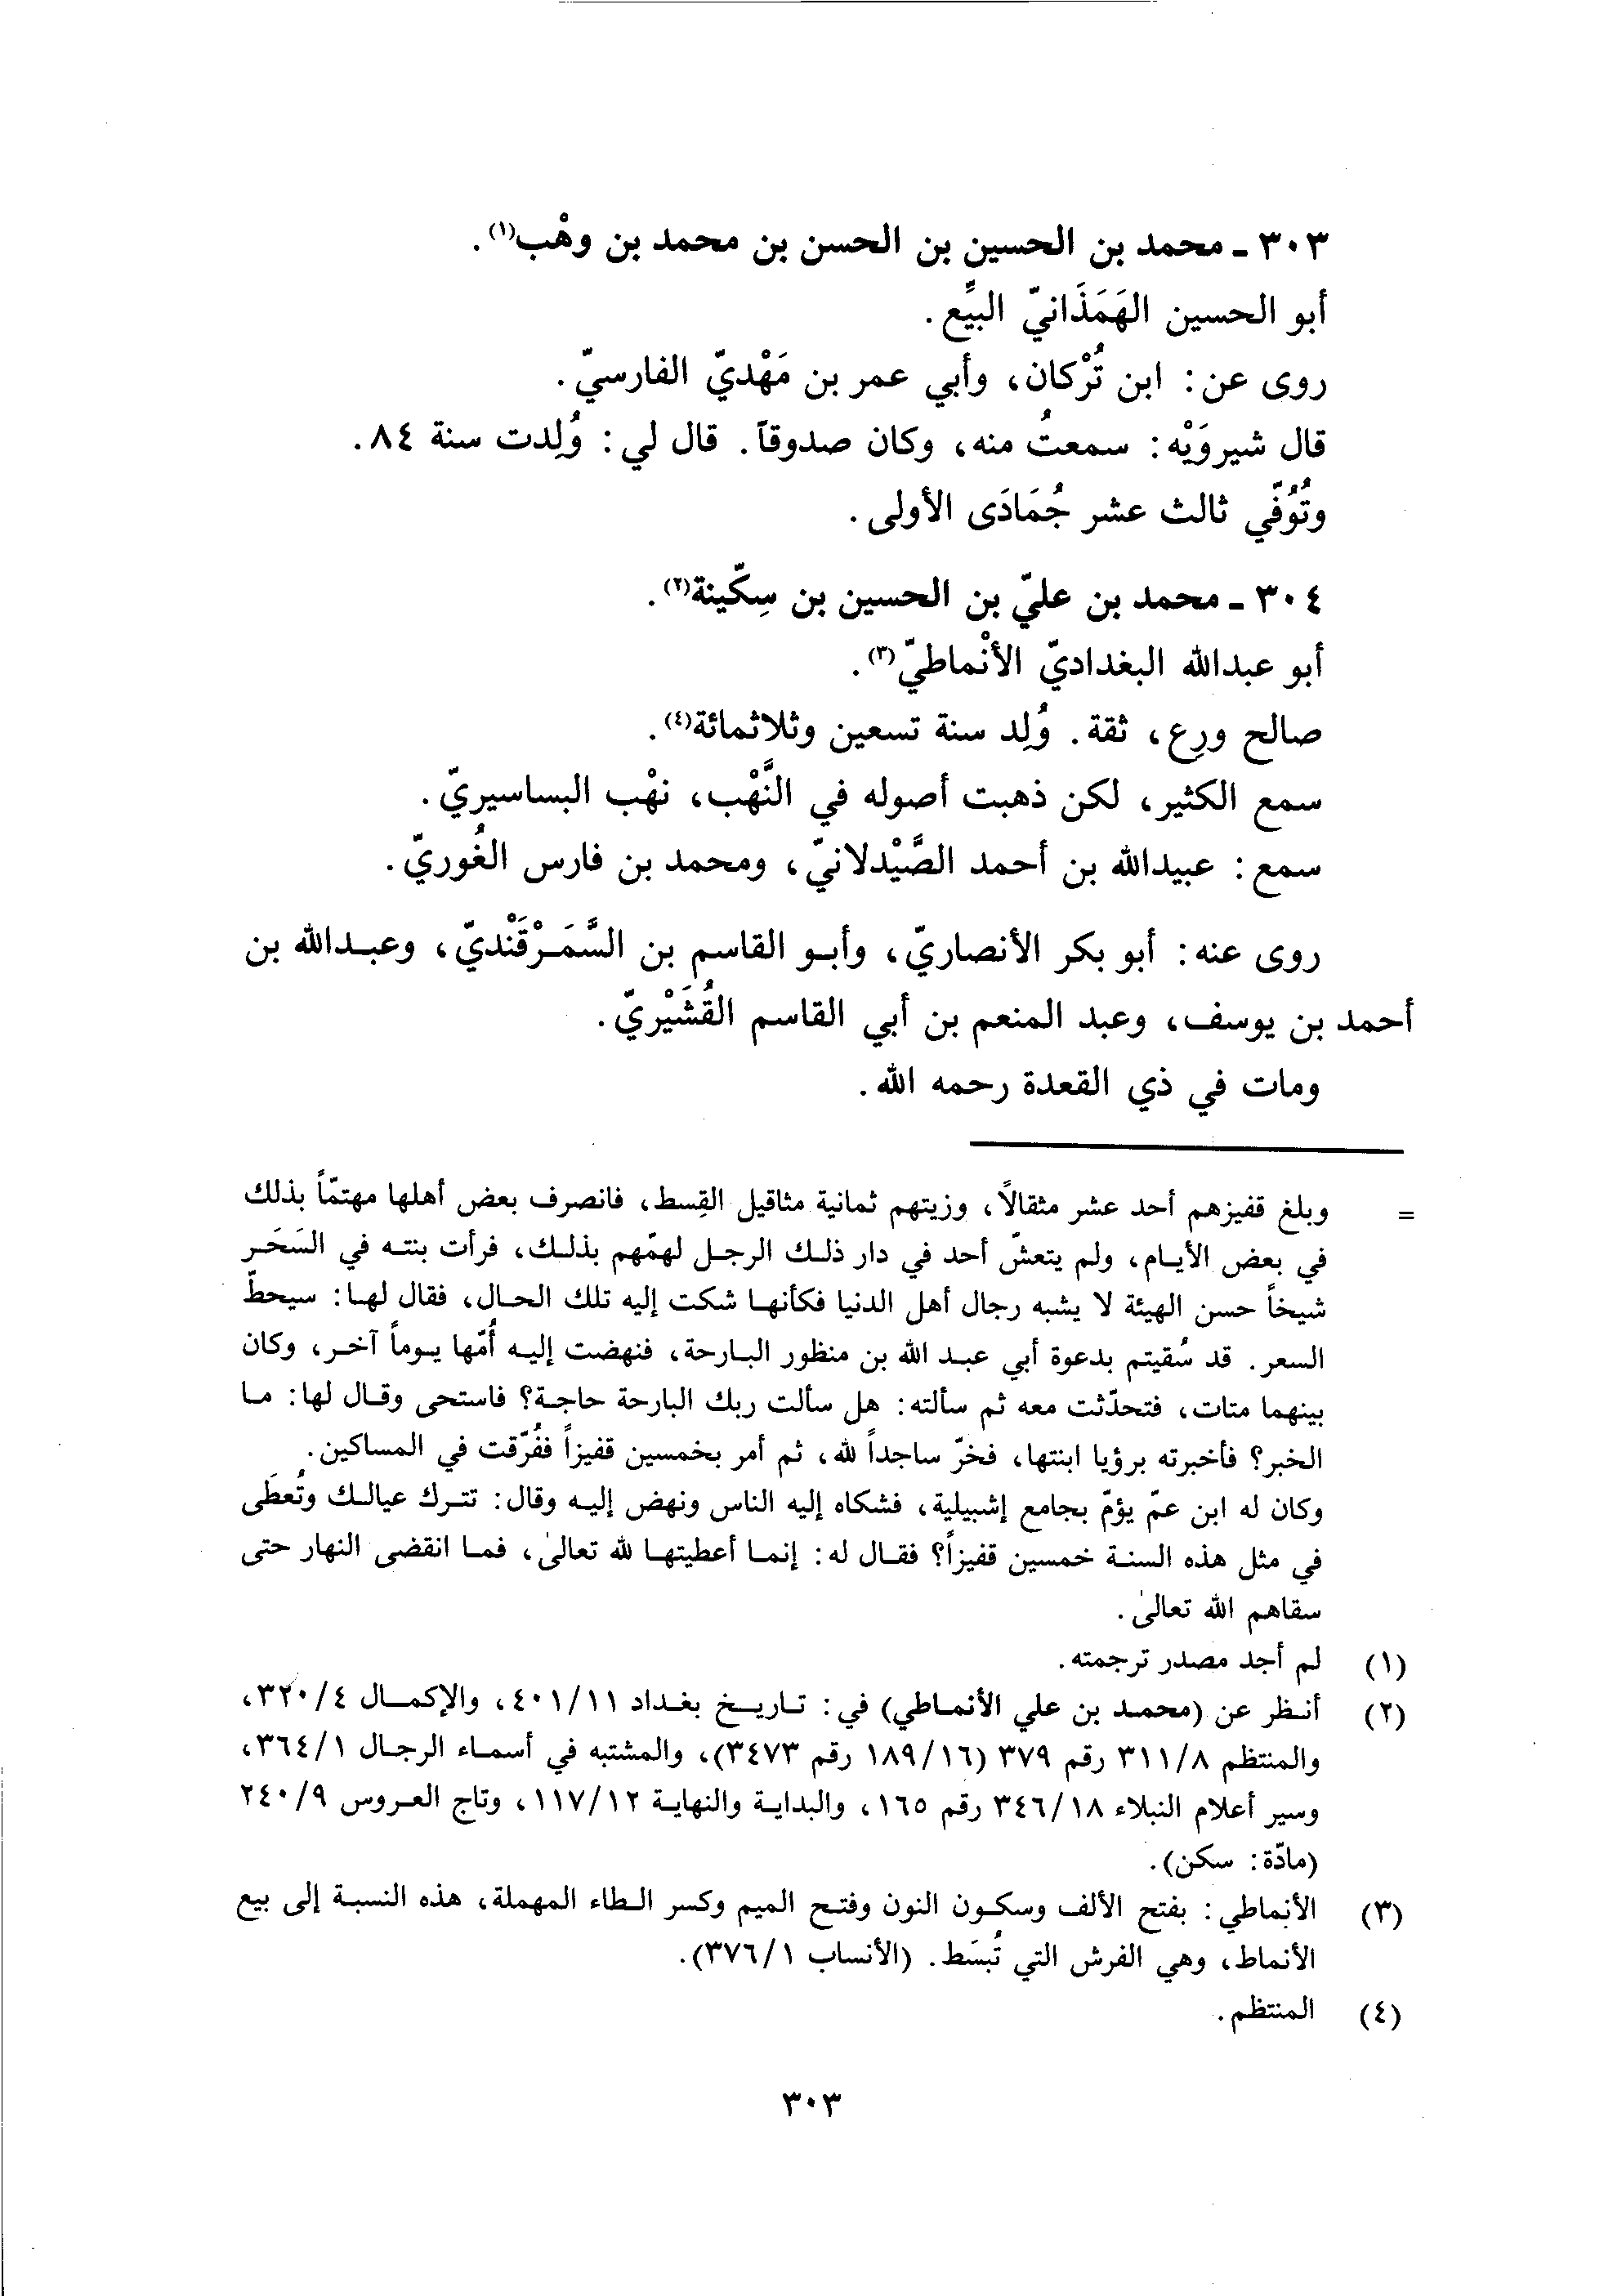 ٣٠٣ ـ محمد بن الحسين بن الحسن بن محمد بن وهْب(١).
أبو الحسين الهَمَذَانيّ البيِّع.
روى عن: ابن تُرْكان، وأبي عمر بن مَهْديّ الفارسيّ.
قال شيروَيْه: سمعتُ منه، وكان صدوقاً. قال لي: وُلِدت سنة ٨٤.
وتُوُفّي ثالث عشر جُمَادَى الأولى.
٣٠٤ ـ محمد بن عليّ بن الحسين بن سِكّينة(٢).
أبو عبدالله البغداديّ الأنْماطيّ(٣).
صالح ورِع، ثقة. وُلِد سنة تسعين وثلاثمائة(٤).
سمع الكثير، لكن ذهبت أصوله في النَّهْب، نهْب البساسيريّ.
سمع: عبيدالله بن أحمد الصَّيْدلانيّ، ومحمد بن فارس الغُوريّ.
روى عنه: أبو بكر الأنصاريّ، وأبو القاسم بن السَّمَرْقَنْديّ، وعبدالله بن
أحمد بن يوسف، وعبد المنعم بن أبي القاسم القُشَيْريّ.
ومات في ذي القعدة رحمه الله.
= وبلغ قفيزهم أحد عشر مثقالاً، وزيتهم ثمانية مثاقيل القِسط، فانصرف بعض أهلها مهتمّاً بذلك
في بعض الأيام، ولم يتعشّ أحد في دار ذلك الرجل لهمّهم بذلك، فرأت بنته في السَحَر
شيخاً حسن الهيئة لا يشبه رجال أهل الدنيا فكأنها شكت إليه تلك الحال، فقال لها: سيحطّ
السعر. قد سُقيتم بدعوة أبي عبد الله بن منظور البارحة، فنهضت إليه أُمّها يوماً آخر، وكان
بينهما متات، فتحدّثت معه ثم سألته: هل سألت ربك البارحة حاجة؟ فاستحى وقال لها: ما
الخبر؟ فأخبرته برؤيا ابنتها، فخرّ ساجداً لله، ثم أمر بخمسين قفيزاً ففُرّقت في المساكين.
وكان له ابن عمّ يؤمّ بجامع إشبيلية، فشكاه إليه الناس ونهض إليه وقال: تترك عيالك وتُعطَى
في مثل هذه السنة خمسين قفيزاً؟ فقال له: إنما أعطيتها لله تعالىٰ، فما انقضى النهار حتى
سقاهم الله تعالىٰ.
(١) لم أجد مصدر ترجمته.
(٢) أنظر عن (محمد بن علي الأنماطي) في: تاريخ بغداد ٤٠١/١١، والإكمال ٣٢٠/٤،
والمنتظم ٣١١/٨ رقم ٣٧٩ (١٨٩/١٦ رقم ٣٤٧٣)، والمشتبه في أسماء الرجال ٣٦٤/١،
وسير أعلام النبلاء ٣٤٦/١٨ رقم ١٦٥، والبداية والنهاية ١١٧/١٢، وتاج العروس ٢٤٠/٩
(مادّة: سكن).
(٣) الأنماطي: بفتح الألف وسكون النون وفتح الميم وكسر الطاء المهملة، هذه النسبة إلى بيع
الأنماط، وهي الفرش التي تُبسَط. (الأنساب ٣٧٦/١).
(٤) المنتظم.
٣٠٣